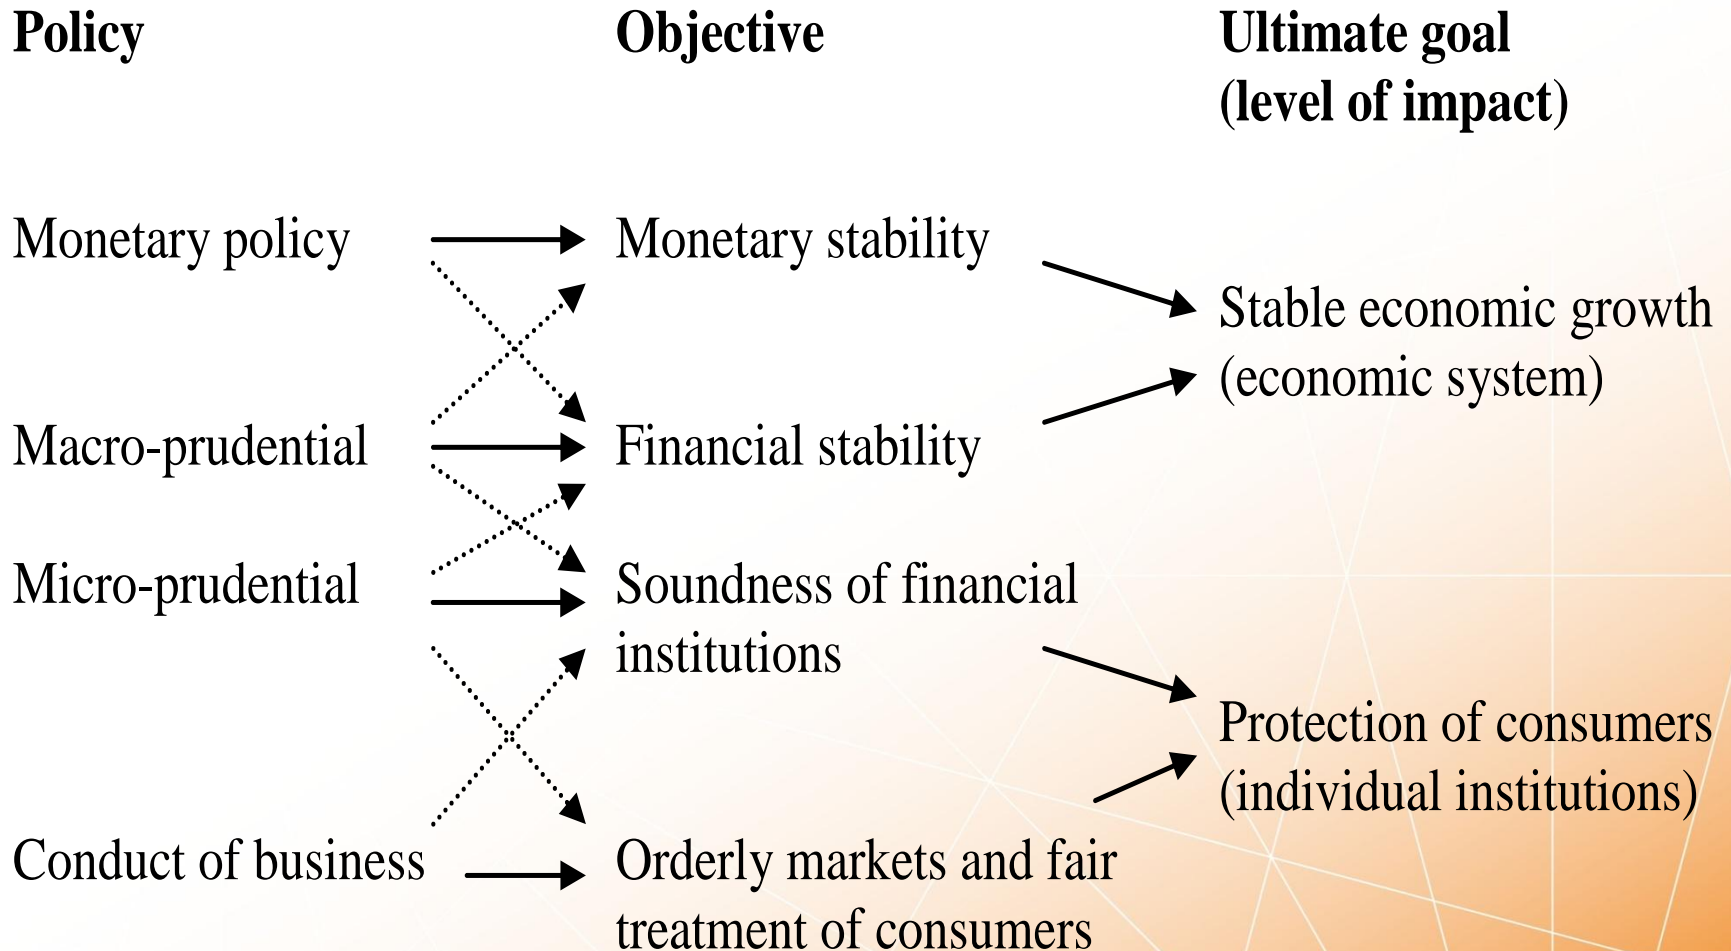 Policy
Objective
Ultimate goal
(level of impact)
Monetary policy
Monetary stability
Stable economic growth
(economic system)
Macro-prudential
Financial stability
Micro-prudential
Soundness of financial
institutions
Protection of consumers
(individual institutions)
Conduct of business
Orderly markets and fair
treatment of consumers